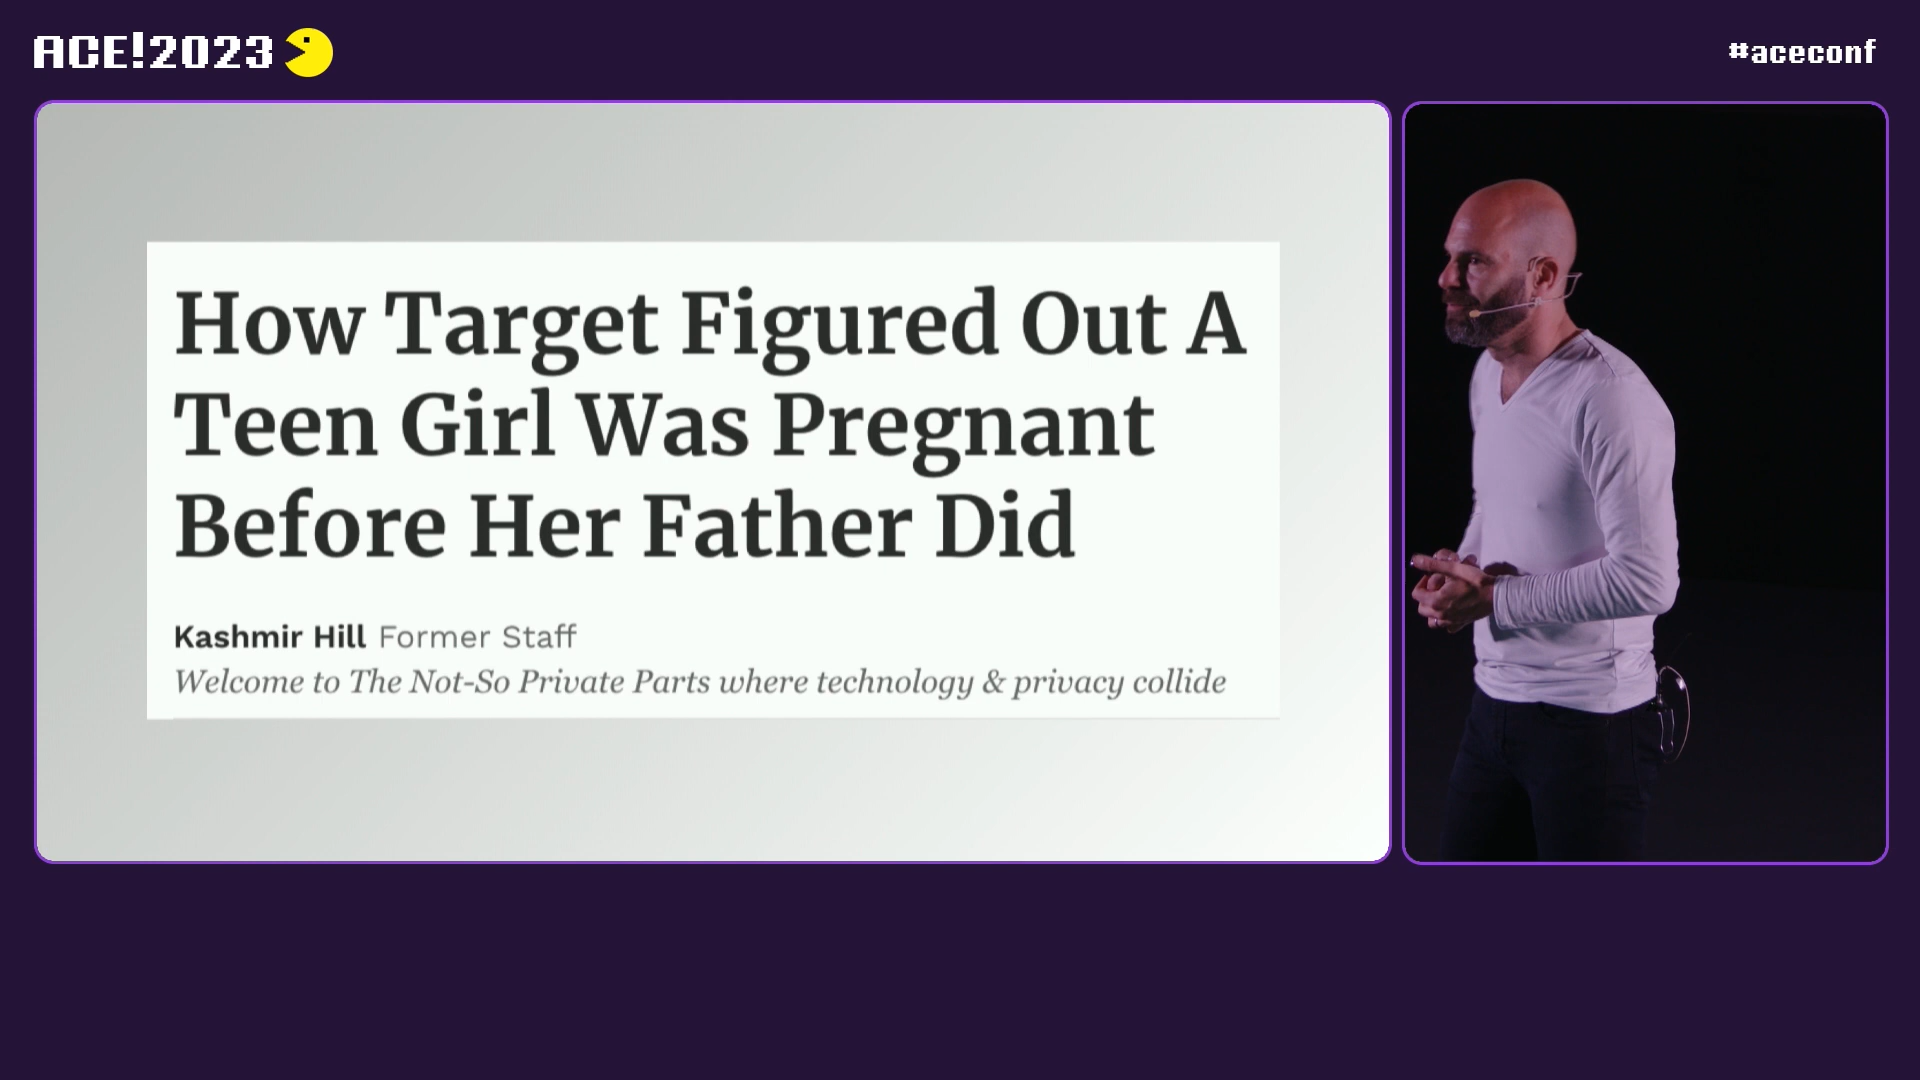 ACE!2023
#aceconf
How Target Figured Out A
Teen Girl Was Pregnant
Before Her Father Did
Kashmir Hill Former Staff
Welcome to The Not-So Private Parts where technology & privacy collide